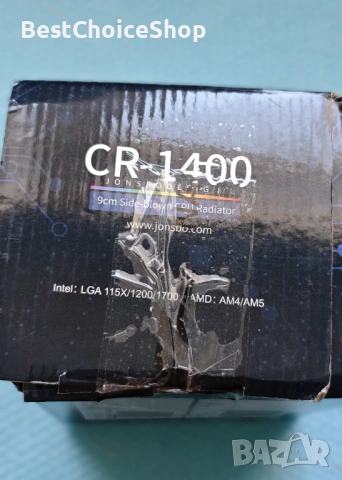 BestChoiceShop
CR-1400
JONSBO DESIGN
9cm Side-blown CPU Radiator
www.jonsbo.com
Intel: LGA 115X/1200/1700 AMD: AM4/AM5
BAZAR